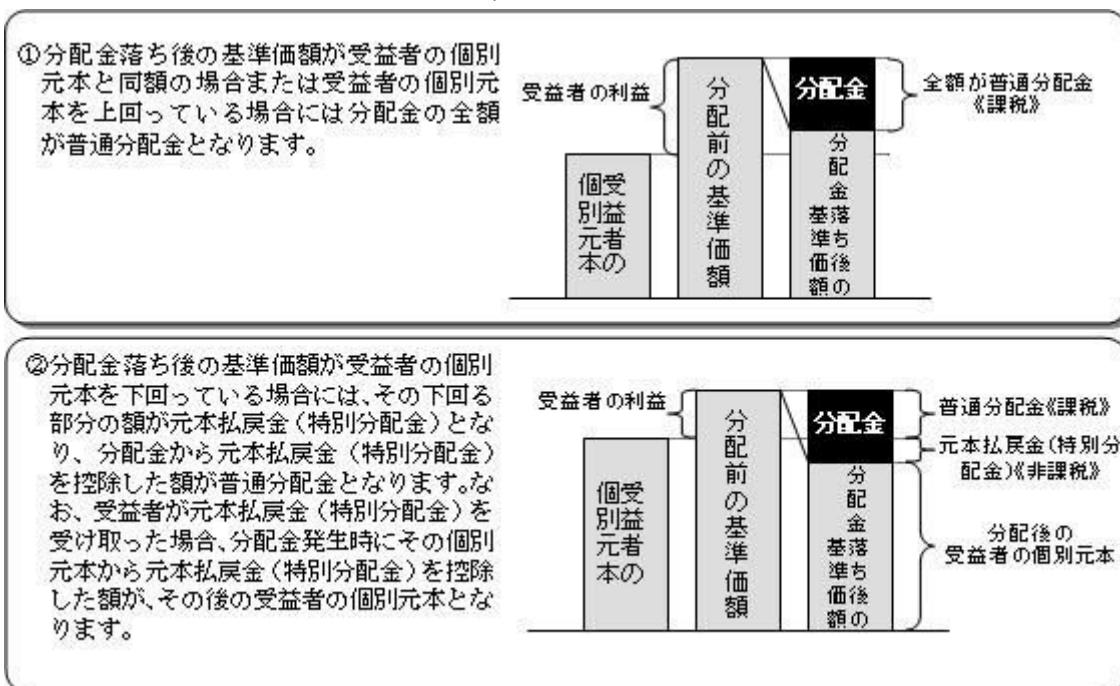 ①分配金落ち後の基準価額が受益者の個別
元本と同額の場合または受益者の個別元
本を上回っている場合には分配金の全額
が普通分配金となります。
受益者の利益
受益者の
個別元本
分配前の基準価額
分配金
分配金落ち後の
基準価額
全額が普通分配金
《課税》
②分配金落ち後の基準価額が受益者の個別
元本を下回っている場合には、その下回る
部分の額が元本払戻金(特別分配金)とな
り、分配金から元本払戻金(特別分配金)
を控除した額が普通分配金となります。な
お、受益者が元本払戻金(特別分配金)を
受け取った場合、分配金発生時にその個別
元本から元本払戻金(特別分配金)を控除
した額が、その後の受益者の個別元本とな
ります。
受益者の利益
受益者の
個別元本
分配前の基準価額
分配金
分配金落ち後の
基準価額
普通分配金《課税》
元本払戻金(特別分
配金)《非課税》
分配後の
受益者の個別元本